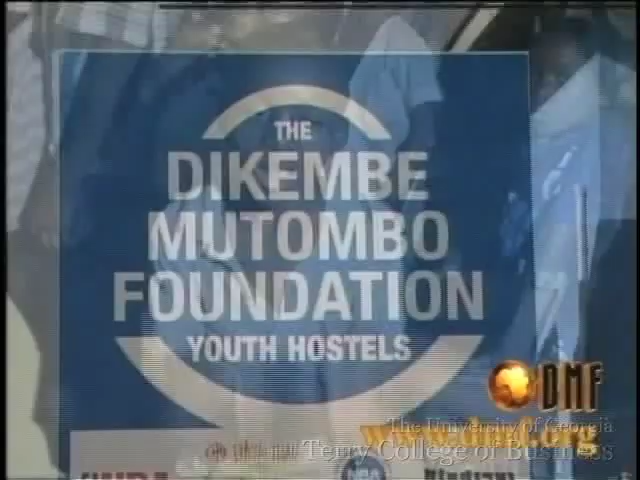 THE
DIKEMBE
MUTOMBO
FOUNDATION
YOUTH HOSTELS
DMF
The University of Georgia
Terry College of Business